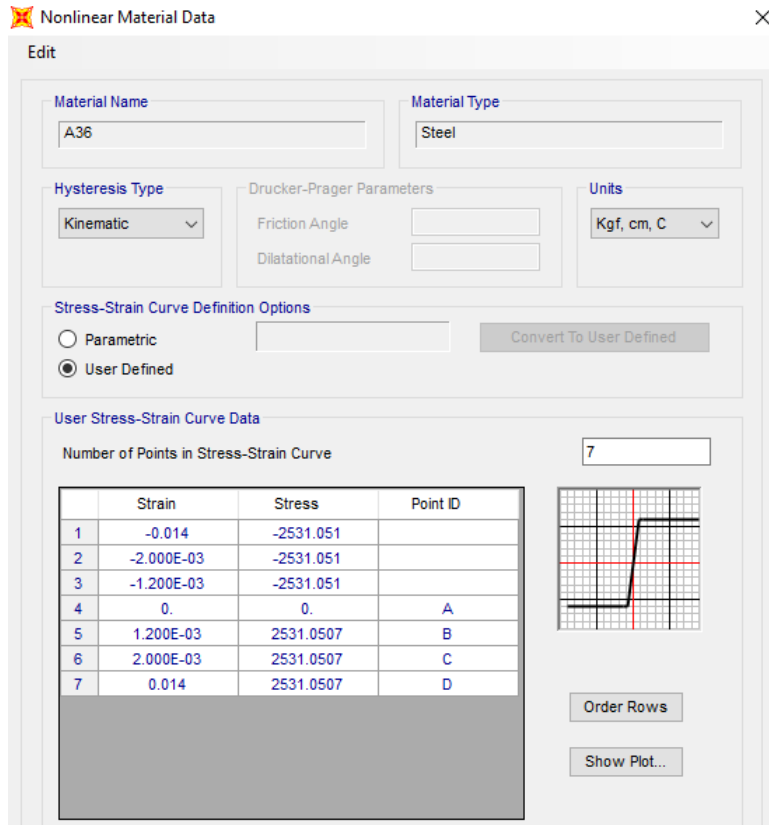 Nonlinear Material Data
Edit
Material Name
Material Type
A36
Steel
Hysteresis Type
Drucker-Prager Parameters
Units
Kinematic
Friction Angle
Kgf, cm, C
Dilatational Angle
Stress-Strain Curve Definition Options
Parametric
Convert To User Defined
User Defined
User Stress-Strain Curve Data
Number of Points in Stress-Strain Curve
7
Strain Stress Point ID
1 -0.014 -2531.051
2 -2.000E-03 -2531.051
3 -1.200E-03 -2531.051
4 0. 0. A
5 1.200E-03 2531.0507 B
6 2.000E-03 2531.0507 C
7 0.014 2531.0507 D
Order Rows
Show Plot...